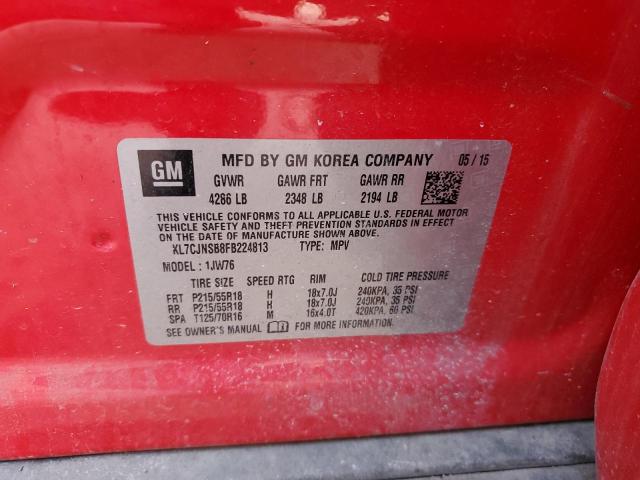 GM MFD BY GM KOREA COMPANY 05/15
GVWR GAWR FRT GAWR RR
4286 LB 2348 LB 2194 LB
THIS VEHICLE CONFORMS TO ALL APPLICABLE U.S. FEDERAL MOTOR
VEHICLE SAFETY AND THEFT PREVENTION STANDARDS IN EFFECT
ON THE DATE OF MANUFACTURE SHOWN ABOVE.
KL7CJNSB8FB224813 TYPE: MPV
MODEL: 1JW76
TIRE SIZE SPEED RTG RIM COLD TIRE PRESSURE
FRT P215/55R18 H 18x7.0J 240KPA, 35 PSI
RR P215/55R18 H 18x7.0J 240KPA, 35 PSI
SPA T125/70R16 M 16x4.0T 420KPA, 60 PSI
SEE OWNER'S MANUAL FOR MORE INFORMATION